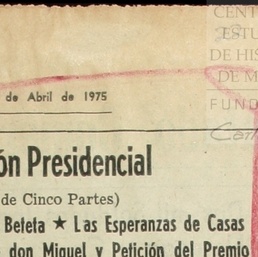 CENT
ESTU
DE HIS
DE M
FUND
de Abril de 1975
ón Presidencial
de Cinco Partes)
Beteta ★ Las Esperanzas de Casas
don Miguel y Petición del Premio